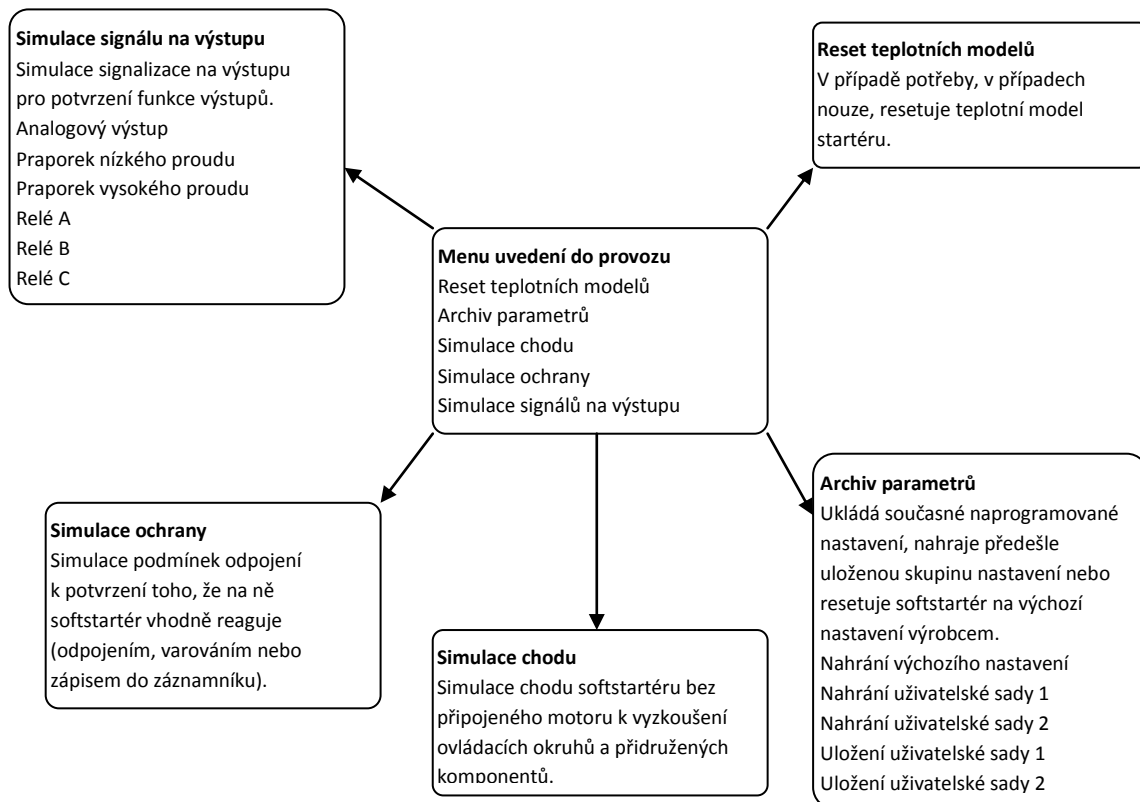 Simulace signálu na výstupu
Simulace signalizace na výstupu
pro potvrzení funkce výstupů.
Analogový výstup
Praporek nízkého proudu
Praporek vysokého proudu
Relé A
Relé B
Relé C
Reset teplotních modelů
V případě potřeby, v případech
nouze, resetuje teplotní model
startéru.
Menu uvedení do provozu
Reset teplotních modelů
Archiv parametrů
Simulace chodu
Simulace ochrany
Simulace signálů na výstupu
Simulace ochrany
Simulace podmínek odpojení
k potvrzení toho, že na ně
softstartér vhodně reaguje
(odpojením, varováním nebo
zápisem do záznamníku).
Simulace chodu
Simulace chodu softstartéru bez
připojeného motoru k vyzkoušení
ovládacích okruhů a přidružených
komponentů.
Archiv parametrů
Ukládá současné naprogramované
nastavení, nahraje předešle
uloženou skupinu nastavení nebo
resetuje softstartér na výchozí
nastavení výrobcem.
Nahrání výchozího nastavení
Nahrání uživatelské sady 1
Nahrání uživatelské sady 2
Uložení uživatelské sady 1
Uložení uživatelské sady 2